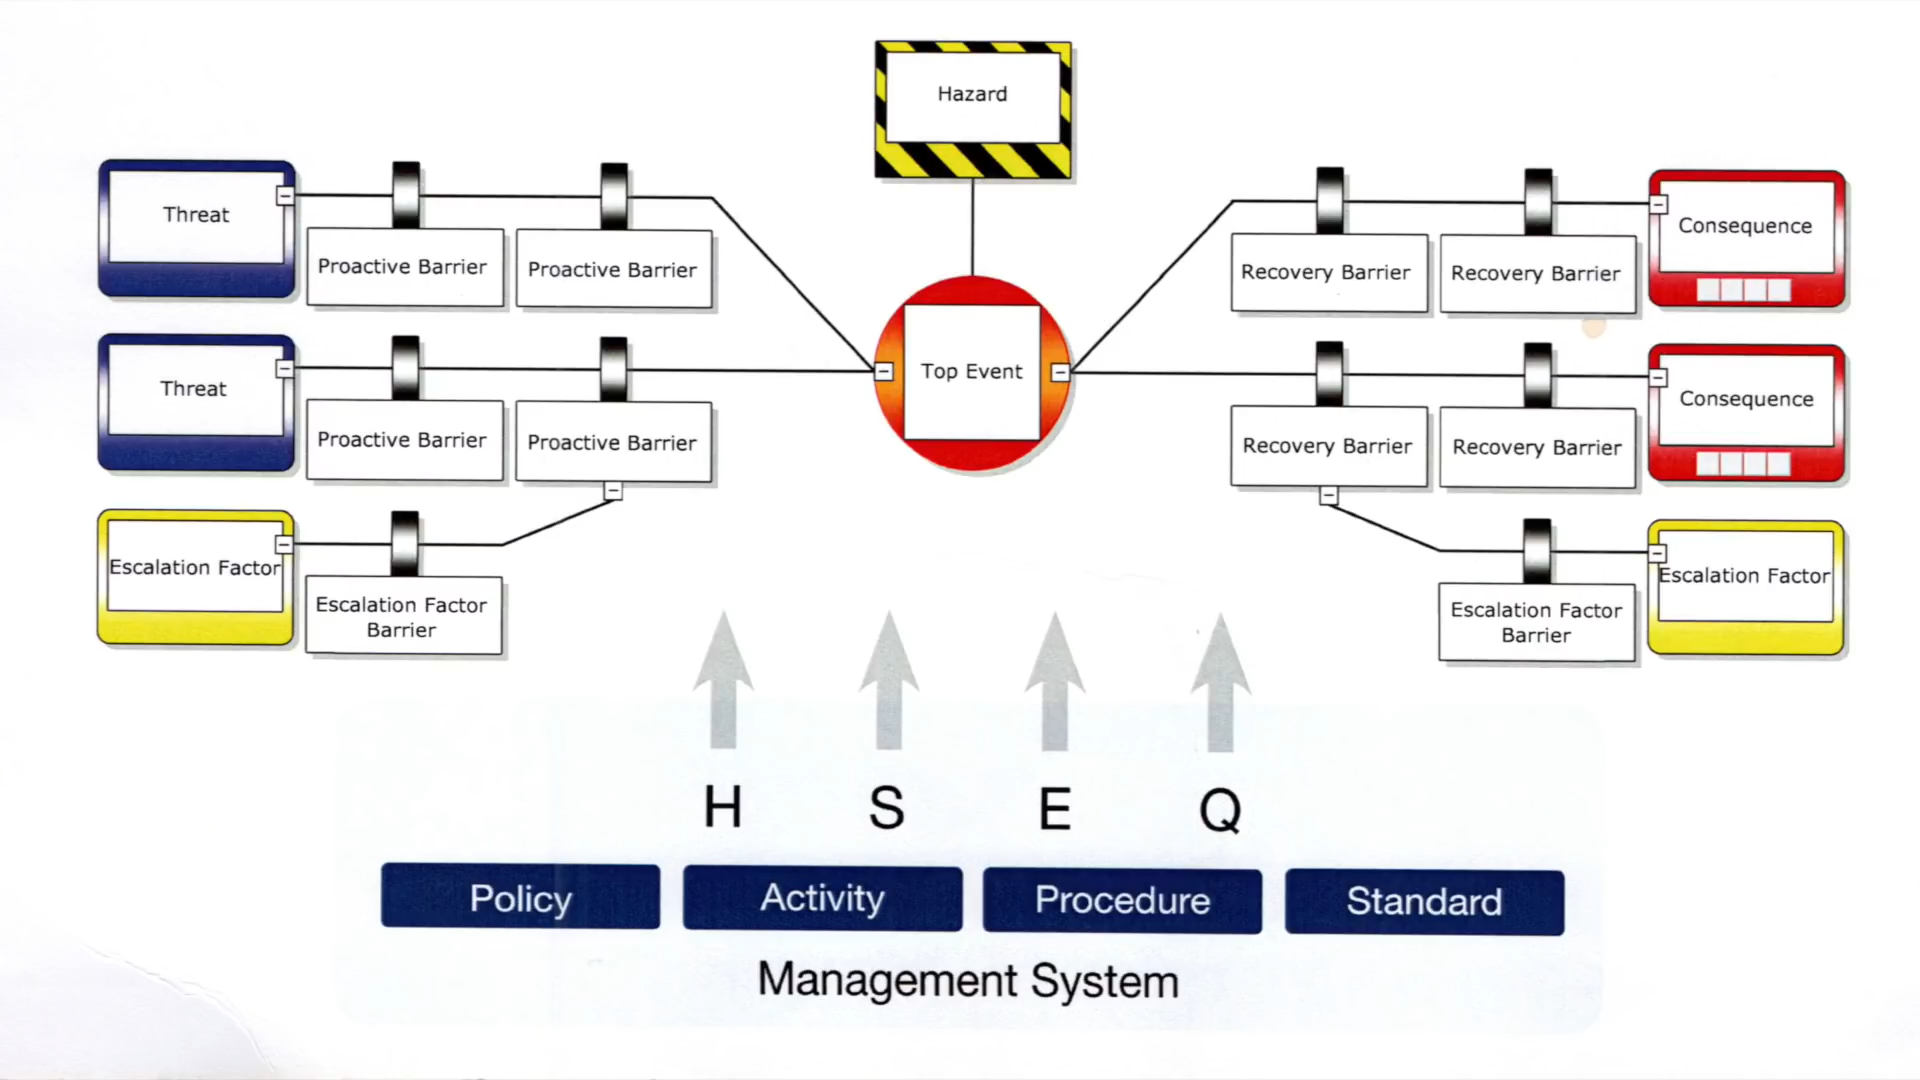 Hazard
Threat
Proactive Barrier
Proactive Barrier
Recovery Barrier
Recovery Barrier
Consequence
Threat
Proactive Barrier
Proactive Barrier
Top Event
Recovery Barrier
Recovery Barrier
Consequence
Escalation Factor
Escalation Factor
Barrier
Escalation Factor
Barrier
Escalation Factor
H S E Q
Policy Activity Procedure Standard
Management System